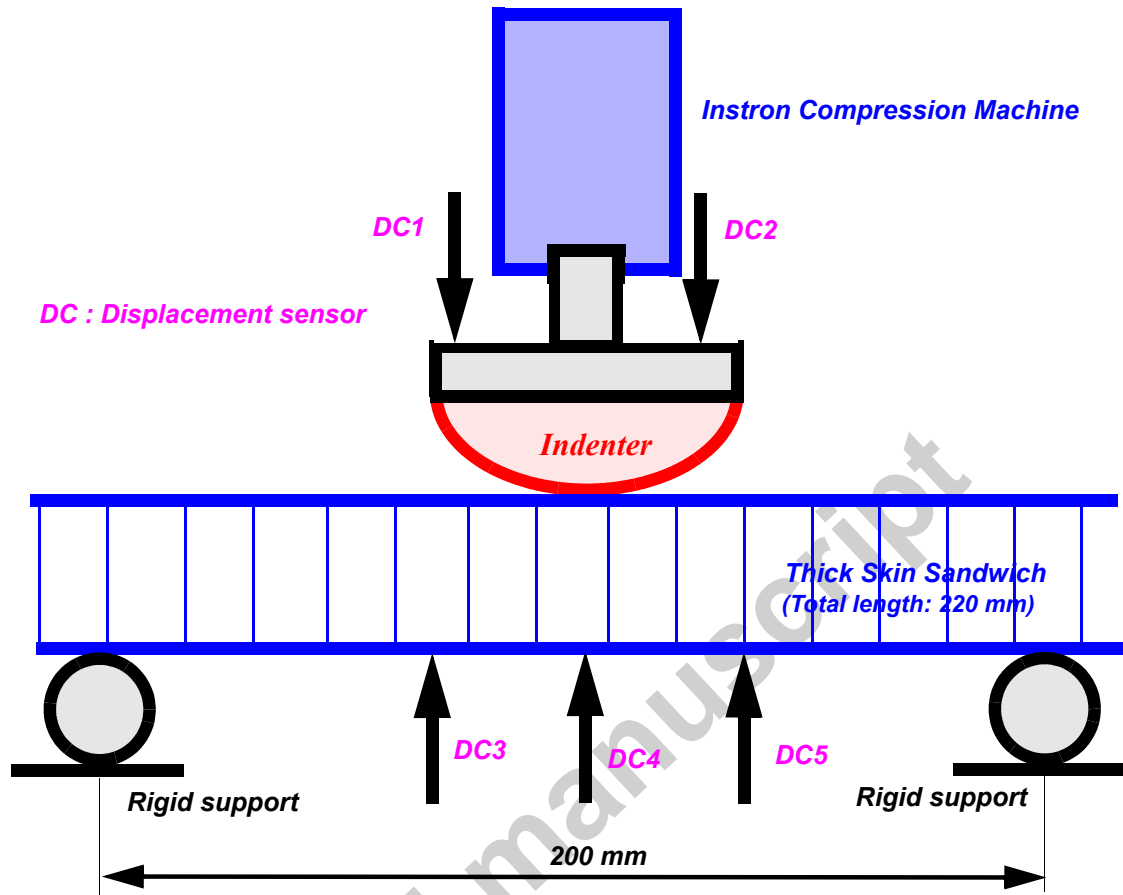 Instron Compression Machine
DC1
DC2
DC : Displacement sensor
Indenter
Thick Skin Sandwich
(Total length: 220 mm)
DC3
DC4
DC5
Rigid support
Rigid support
200 mm
manuscript